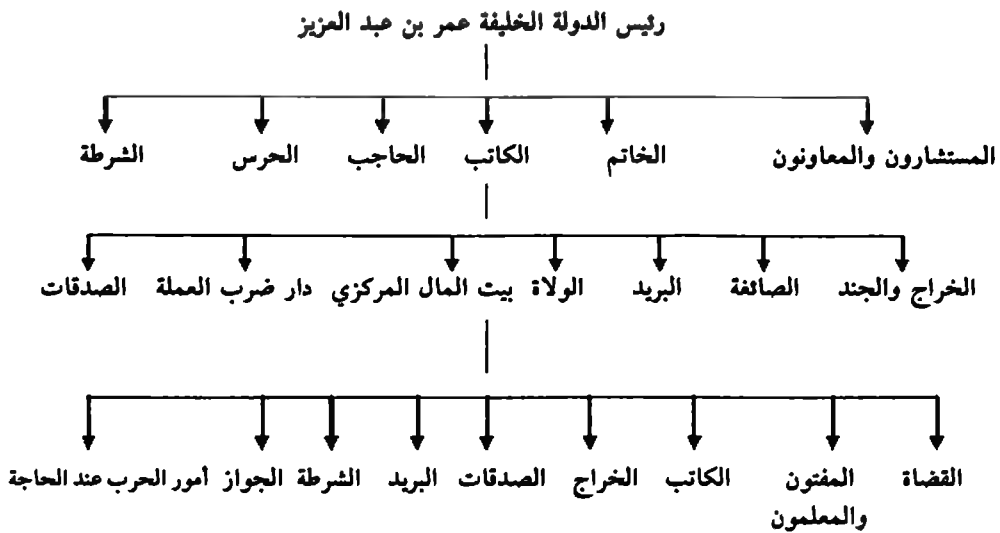 رئيس الدولة الخليفة عمر بن عبد العزيز
المستشارون والمعاونون الخاتم الكاتب الحاجب الحرس الشرطة
الخراج والجند الصائفة البريد الولاة بيت المال المركزي دار ضرب العملة الصدقات
القضاة المفتون الكاتب الخراج الصدقات البريد الشرطة الجواز أمور الحرب عند الحاجة
والمعلمون